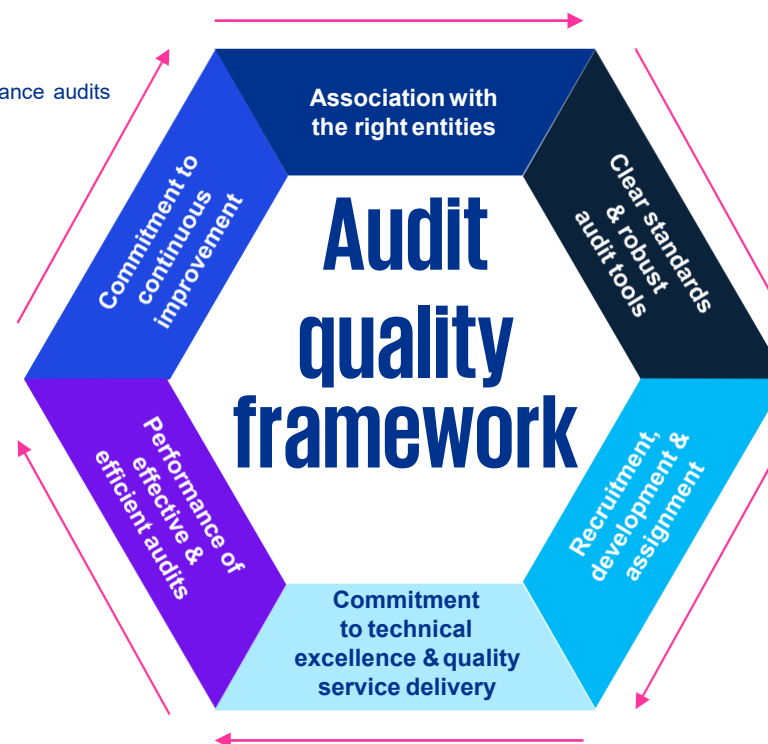 ance audits
Association with
the right entities
Clear standards
& robust
audit tools
Recruitment,
development &
assignment
Commitment
to technical
excellence & quality
service delivery
Performance of
effective &
efficient audits
Commitment to
continuous
improvement
Audit
quality
framework